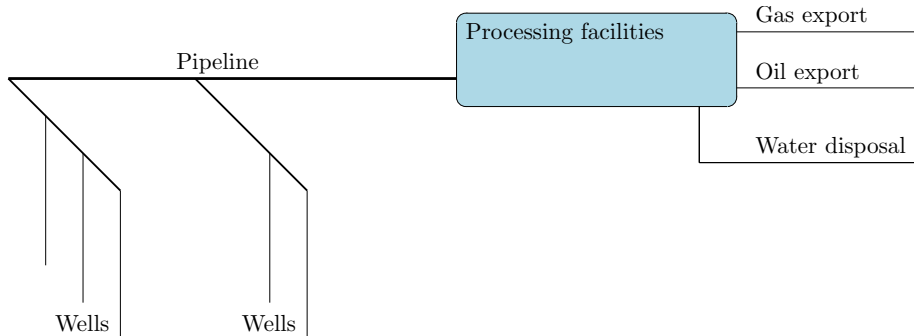 Gas export
Processing facilities
Pipeline
Oil export
Water disposal
Wells
Wells